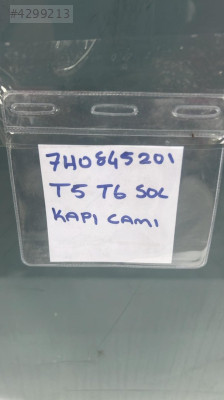 #4299213
7H0845201
T5 T6 SOL
KAPI CAMI